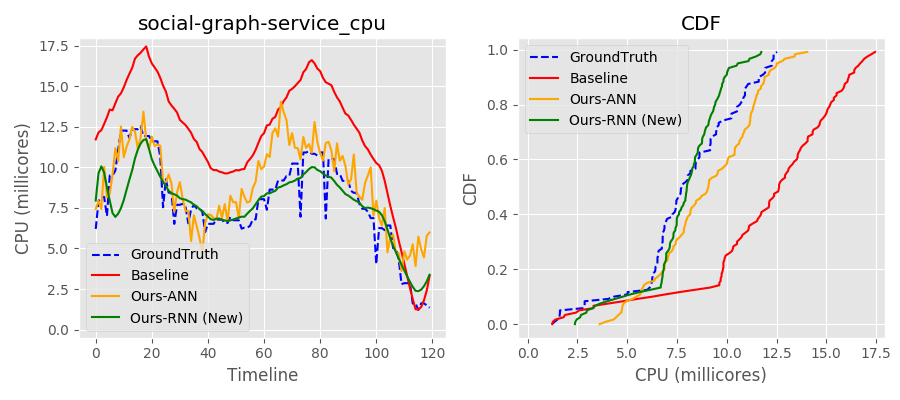 social-graph-service_cpu
CPU (millicores)
17.5
15.0
12.5
10.0
7.5
5.0
2.5
0.0
GroundTruth
Baseline
Ours-ANN
Ours-RNN (New)
0 20 40 60 80 100 120
Timeline
CDF
CDF
1.0
0.8
0.6
0.4
0.2
0.0
GroundTruth
Baseline
Ours-ANN
Ours-RNN (New)
0.0 2.5 5.0 7.5 10.0 12.5 15.0 17.5
CPU (millicores)